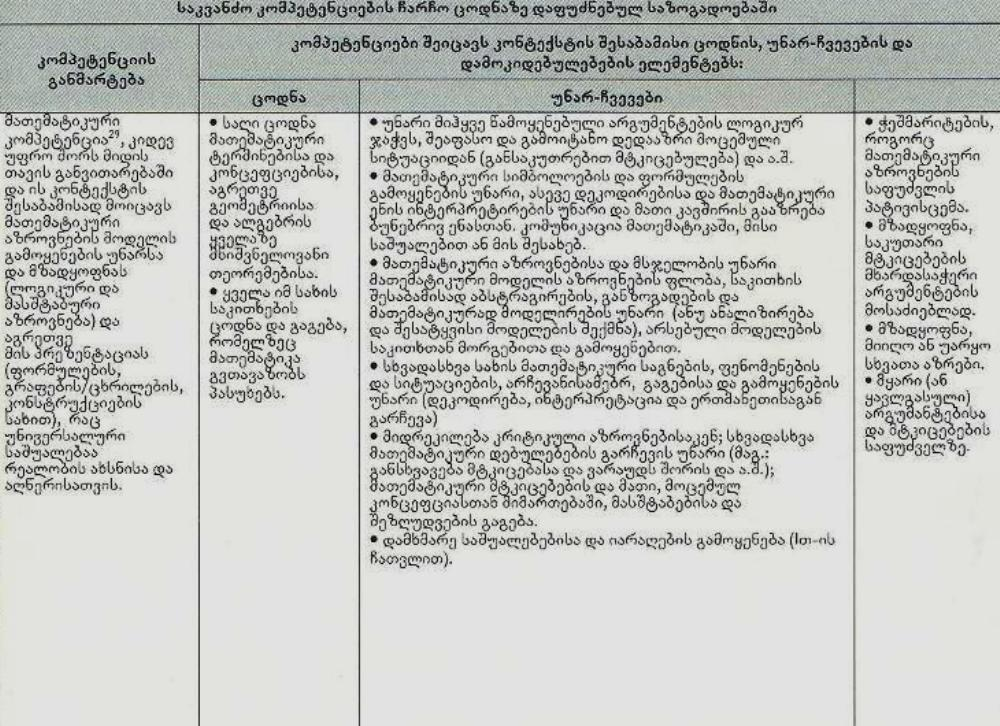 საკვანძო კომპეტენციების ჩარჩო ცოდნაზე დაფუძნებულ საზოგადოებაში
კომპეტენციის
განმარტება
კომპეტენციები შეიცავს კონტექსტის შესაბამისი ცოდნის, უნარ-ჩვევების და
დამოკიდებულებების ელემენტებს:
ცოდნა
უნარ-ჩვევები
მათემატიკური
კომპეტენცია29, კიდევ
უფრო შორს მიდის
თავის განვითარებაში
და ის კონტექსტის
შესაბამისად მოიცავს
მათემატიკური
აზროვნების მოდელის
გამოყენების უნარსა
და მზადყოფნას
(ლოგიკური და
მასშტაბური
აზროვნება) და
აგრეთვე
მის პრეზენტაციას
(ფორმულების,
გრაფების/ცხრილების,
კონსტრუქციების
სახით), რაც
უნივერსალური
საშუალებაა
რეალობის ახსნისა და
აღწერისათვის.
• საღი ცოდნა
მათემატიკური
ტერმინებისა და
კონცეფციებისა,
აგრეთვე
გეომეტრიისა
და ალგებრის
ყველაზე
მნიშვნელოვანი
თეორემებისა.
• ყველა იმ სახის
საკითხების
ცოდნა და გაგება,
რომელზეც
მათემატიკა
გვთავაზობს
პასუხებს.
• უნარი მიჰყვე წამოყენებული არგუმენტების ლოგიკურ
ჯაჭვს, შეაფასო და გამოიტანო დედააზრი მოცემული
სიტუაციიდან (განსაკუთრებით მტკიცებულება) და ა.შ.
• მათემატიკური სიმბოლოების და ფორმულების
გამოყენების უნარი, ასევე დეკოდირებისა და მათემატიკური
ენის ინტერპრეტირების უნარი და მათი კავშირის გააზრება
ბუნებრივ ენასთან. კომუნიკაცია მათემატიკაში, მისი
საშუალებით ან მის შესახებ.
• მათემატიკური აზროვნებისა და მსჯელობის უნარი
მათემატიკური მოდელის აზროვნების ფლობა, საკითხის
შესაბამისად აბსტრაგირების, განზოგადების და
მათემატიკურად მოდელირების უნარი (ანუ ანალიზირება
და შესატყვისი მოდელების შექმნა), არსებული მოდელების
საკითხთან მორგებითა და გამოყენებით.
• სხვადასხვა სახის მათემატიკური საგნების, ფენომენების
და სიტუაციების, არჩევანისამებრ, გაგებისა და გამოყენების
უნარი (დეკოდირება, ინტერპრეტაცია და ერთმანეთისაგან
გარჩევა)
• მიდრეკილება კრიტიკული აზროვნებისაკენ; სხვადასხვა
მათემატიკური დებულებების გარჩევის უნარი (მაგ.:
განსხვავება მტკიცებასა და ვარაუდს შორის და ა.შ.);
მათემატიკური მტკიცებების და მათი, მოცემულ
კონცეფციასთან მიმართებაში, მასშტაბებისა და
შეზღუდვების გაგება.
• დამხმარე საშუალებებისა და იარაღების გამოყენება (Iთ-ის
ჩათვლით).
• ჭეშმარიტების,
როგორც
მათემატიკური
აზროვნების
საფუძვლის
პატივისცემა.
• მზადყოფნა,
საკუთარი
მტკიცებების
მხარდასაჭერი
არგუმენტების
მოსაძიებლად.
• მზადყოფნა,
მიიღო ან უარყო
სხვათა აზრები.
• მყარი (ან
ყავლგასული)
არგუმანტებისა
და მტკიცებების
საფუძველზე.